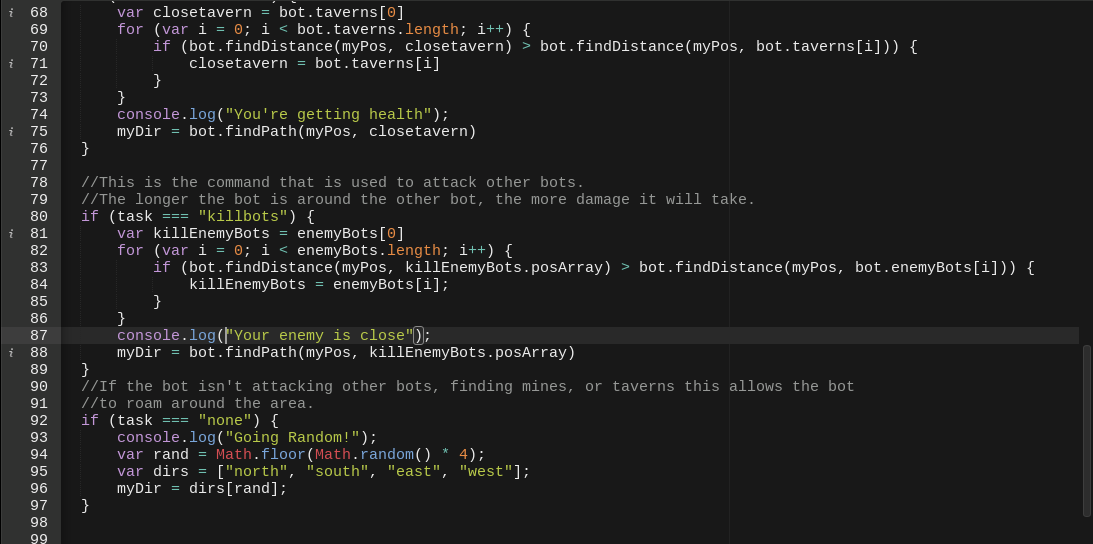 68 var closetavern = bot.taverns[0]
69 for (var i = 0; i < bot.taverns.length; i++) {
70 if (bot.findDistance(myPos, closetavern) > bot.findDistance(myPos, bot.taverns[i])) {
71 closetavern = bot.taverns[i]
72 }
73 }
74 console.log("You're getting health");
75 myDir = bot.findPath(myPos, closetavern)
76 }
77
78 //This is the command that is used to attack other bots.
79 //The longer the bot is around the other bot, the more damage it will take.
80 if (task === "killbots") {
81 var killEnemyBots = enemyBots[0]
82 for (var i = 0; i < enemyBots.length; i++) {
83 if (bot.findDistance(myPos, killEnemyBots.posArray) > bot.findDistance(myPos, bot.enemyBots[i])) {
84 killEnemyBots = enemyBots[i];
85 }
86 }
87 console.log("Your enemy is close");
88 myDir = bot.findPath(myPos, killEnemyBots.posArray)
89 }
90 //If the bot isn't attacking other bots, finding mines, or taverns this allows the bot
91 //to roam around the area.
92 if (task === "none") {
93 console.log("Going Random!");
94 var rand = Math.floor(Math.random() * 4);
95 var dirs = ["north", "south", "east", "west"];
96 myDir = dirs[rand];
97 }
98
99